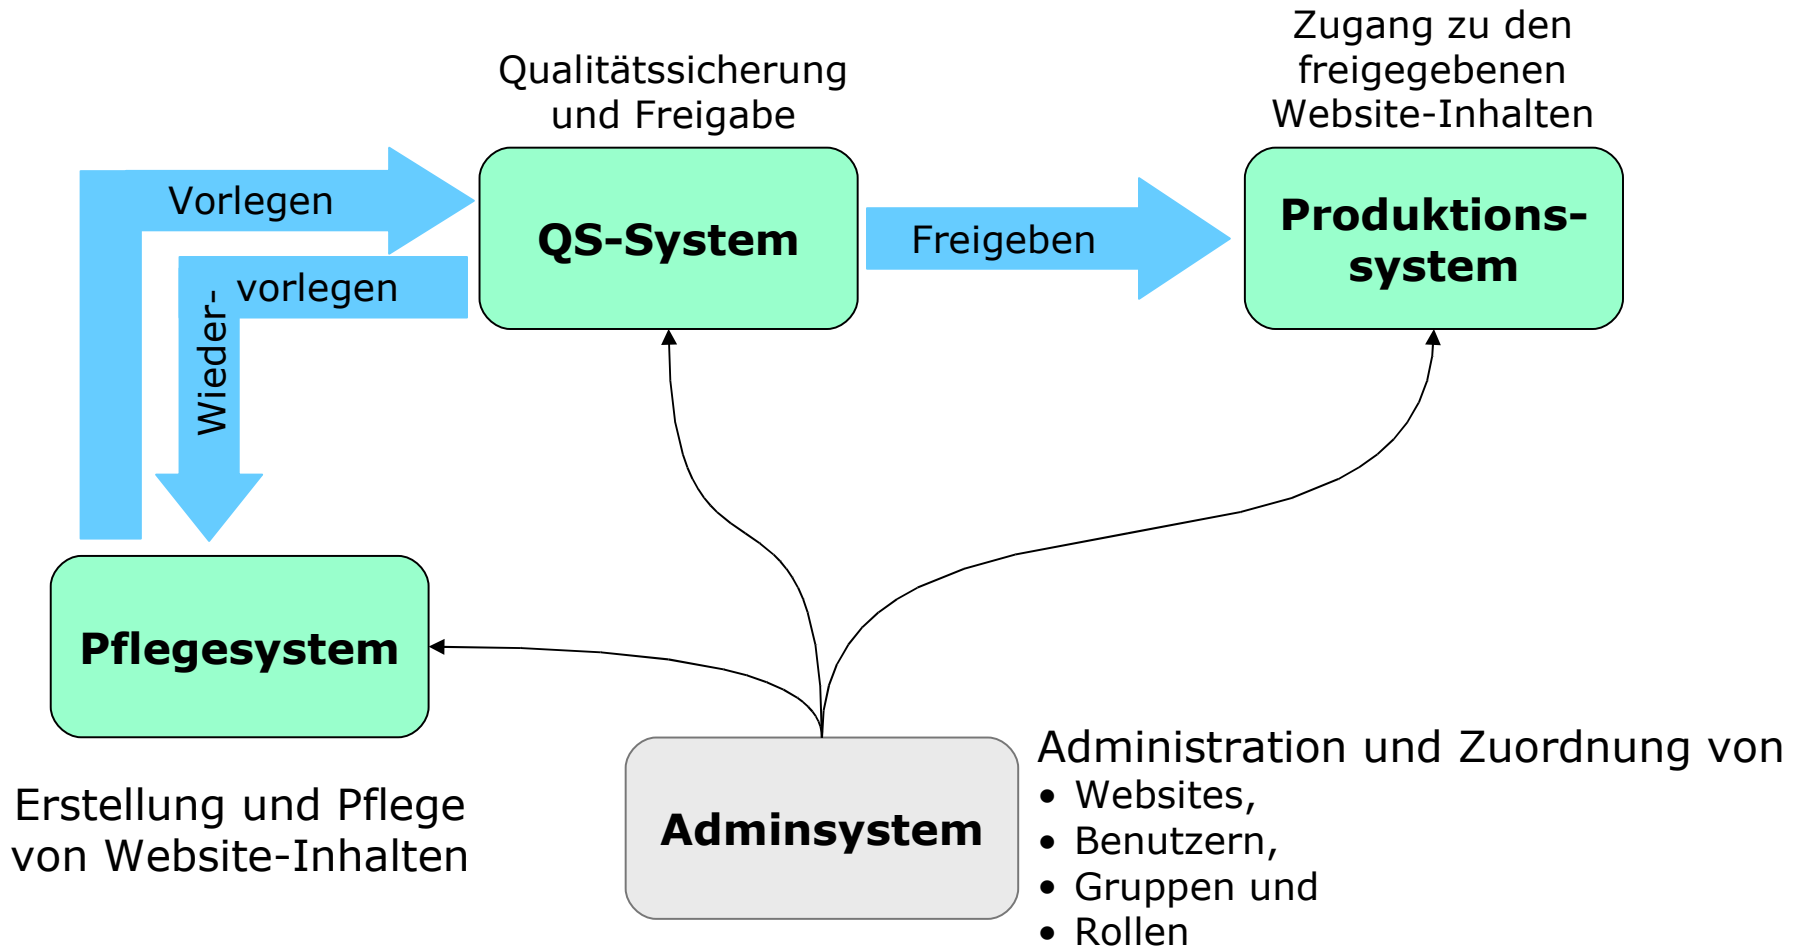 Zugang zu den
freigegebenen
Website-Inhalten
Qualitätssicherung
und Freigabe
Vorlegen
QS-System
Freigeben
Produktions-
system
Wieder-
vorlegen
Pflegesystem
Erstellung und Pflege
von Website-Inhalten
Adminsystem
Administration und Zuordnung von
• Websites,
• Benutzern,
• Gruppen und
• Rollen